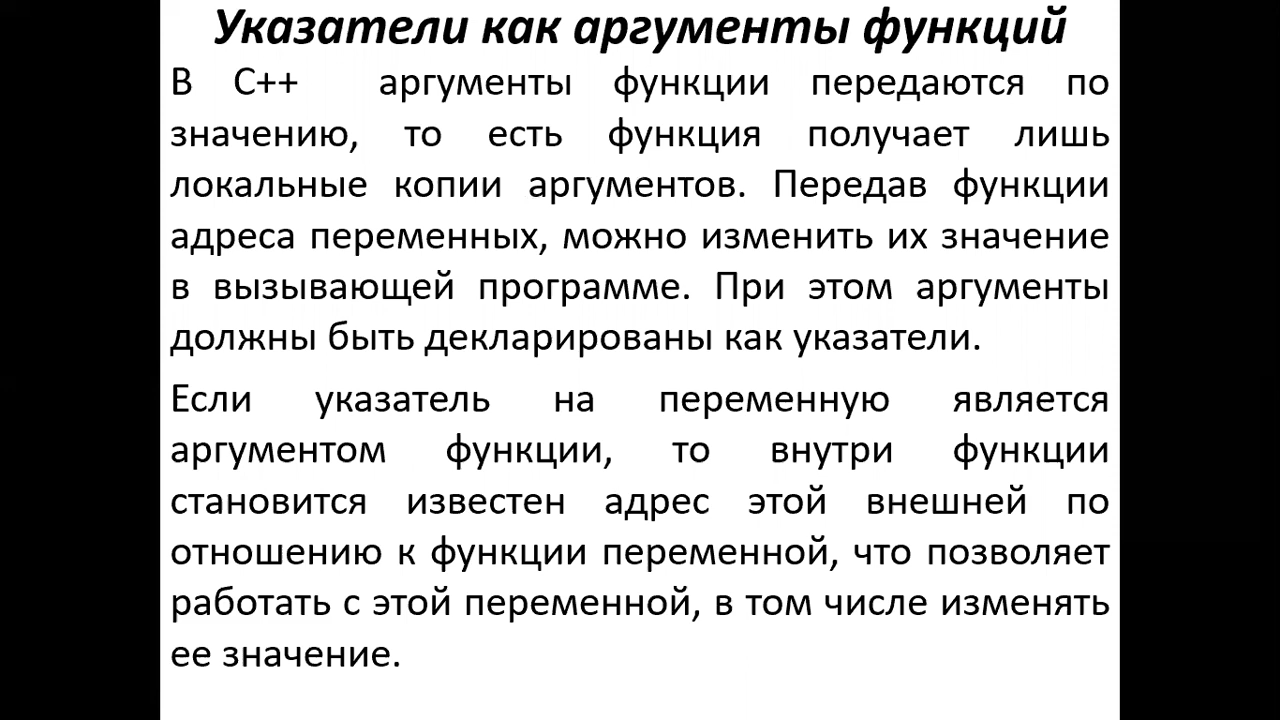 Указатели как аргументы функций
В С++ аргументы функции передаются по
значению, то есть функция получает лишь
локальные копии аргументов. Передав функции
адреса переменных, можно изменить их значение
в вызывающей программе. При этом аргументы
должны быть декларированы как указатели.
Если указатель на переменную является
аргументом функции, то внутри функции
становится известен адрес этой внешней по
отношению к функции переменной, что позволяет
работать с этой переменной, в том числе изменять
ее значение.